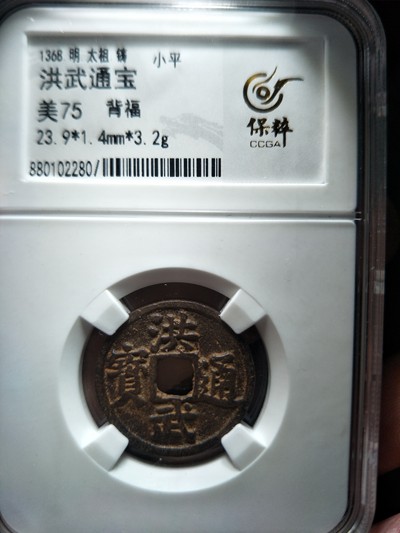 1368 明 太祖 铸 小平
洪武通宝
美75 背福
23.9*1.4mm*3.2g
880102280/
保粹
CCGA
洪武通寶